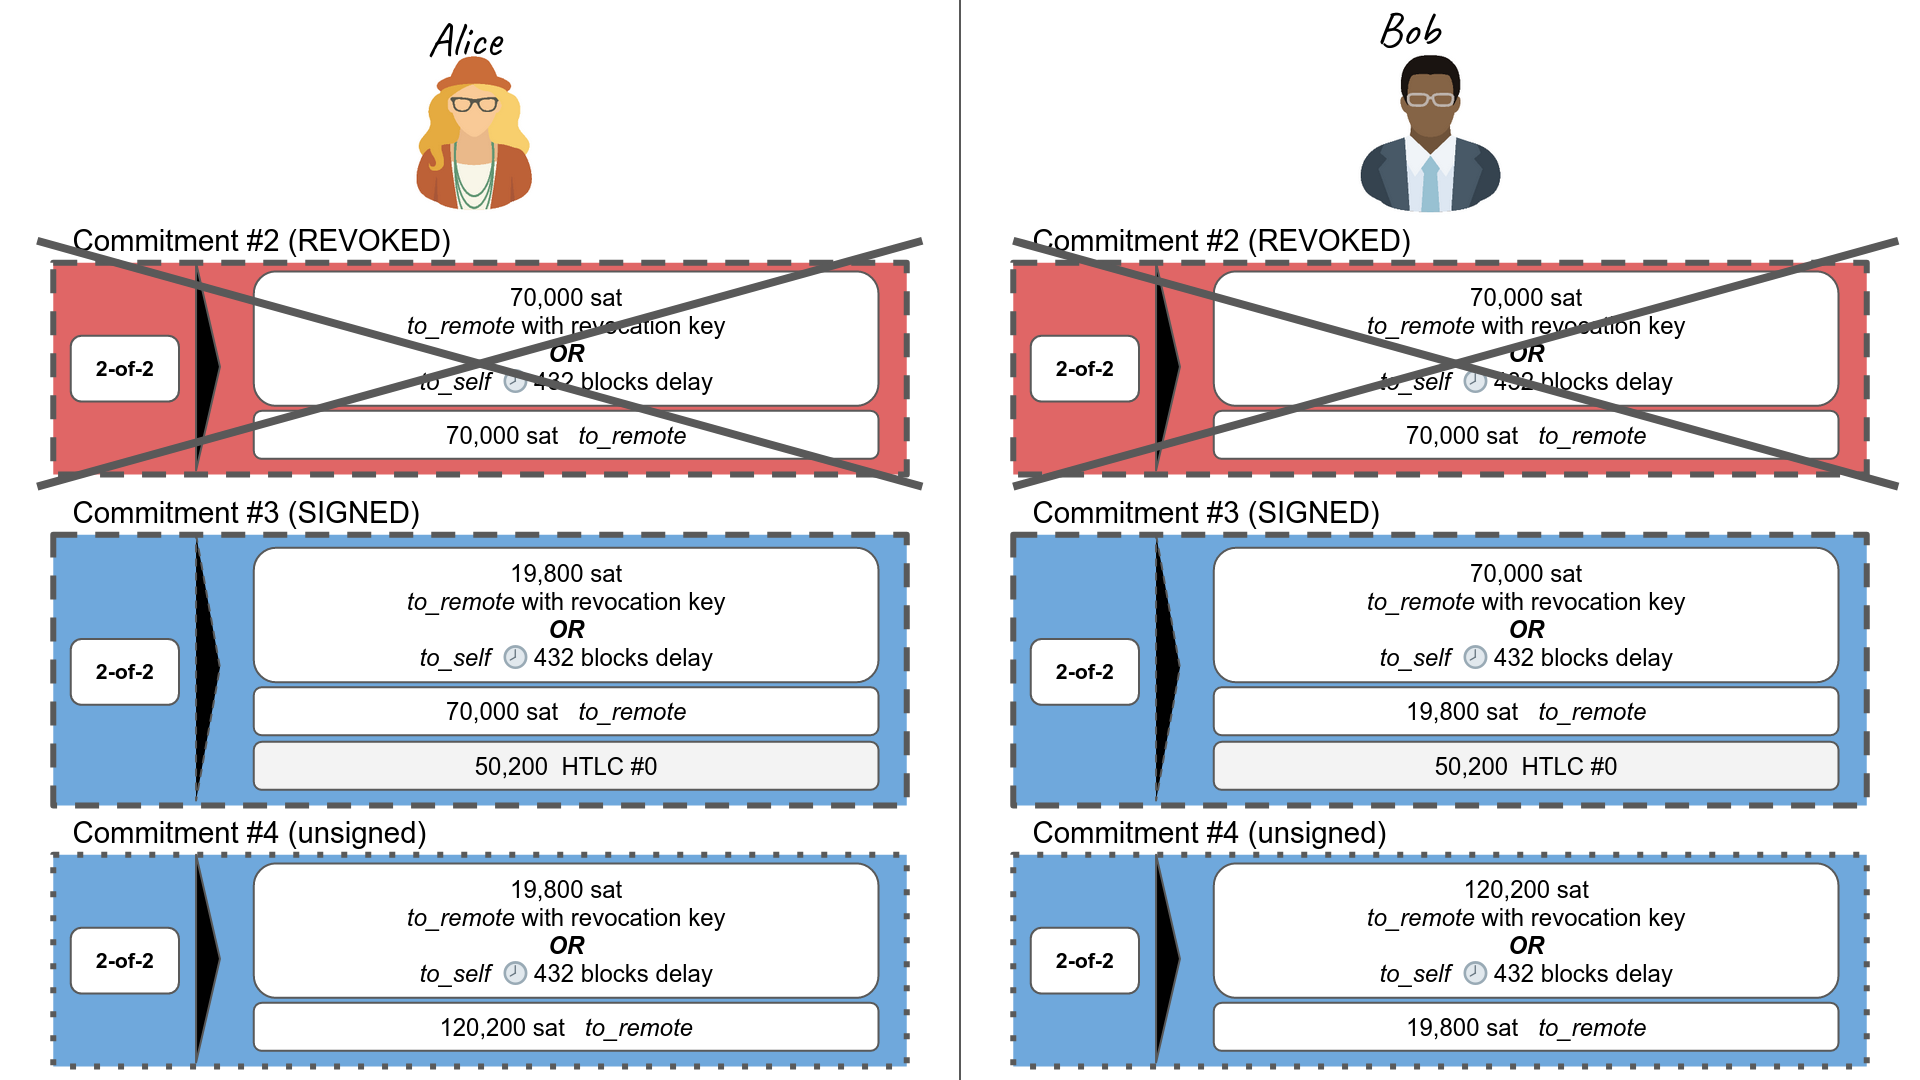 Alice
Commitment #2 (REVOKED)
2-of-2
70,000 sat
to_remote with revocation key
OR
to_self 432 blocks delay
70,000 sat to_remote
Commitment #3 (SIGNED)
2-of-2
19,800 sat
to_remote with revocation key
OR
to_self 432 blocks delay
70,000 sat to_remote
50,200 HTLC #0
Commitment #4 (unsigned)
2-of-2
19,800 sat
to_remote with revocation key
OR
to_self 432 blocks delay
120,200 sat to_remote
Bob
Commitment #2 (REVOKED)
2-of-2
70,000 sat
to_remote with revocation key
OR
to_self 432 blocks delay
70,000 sat to_remote
Commitment #3 (SIGNED)
2-of-2
70,000 sat
to_remote with revocation key
OR
to_self 432 blocks delay
19,800 sat to_remote
50,200 HTLC #0
Commitment #4 (unsigned)
2-of-2
120,200 sat
to_remote with revocation key
OR
to_self 432 blocks delay
19,800 sat to_remote